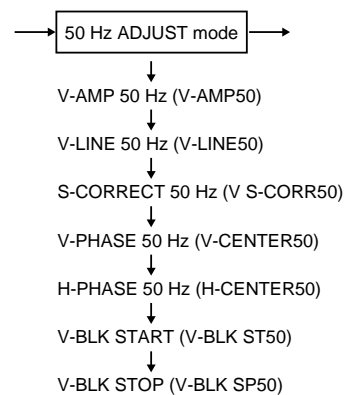 50 Hz ADJUST mode
V-AMP 50 Hz (V-AMP50)
V-LINE 50 Hz (V-LINE50)
S-CORRECT 50 Hz (V S-CORR50)
V-PHASE 50 Hz (V-CENTER50)
H-PHASE 50 Hz (H-CENTER50)
V-BLK START (V-BLK ST50)
V-BLK STOP (V-BLK SP50)